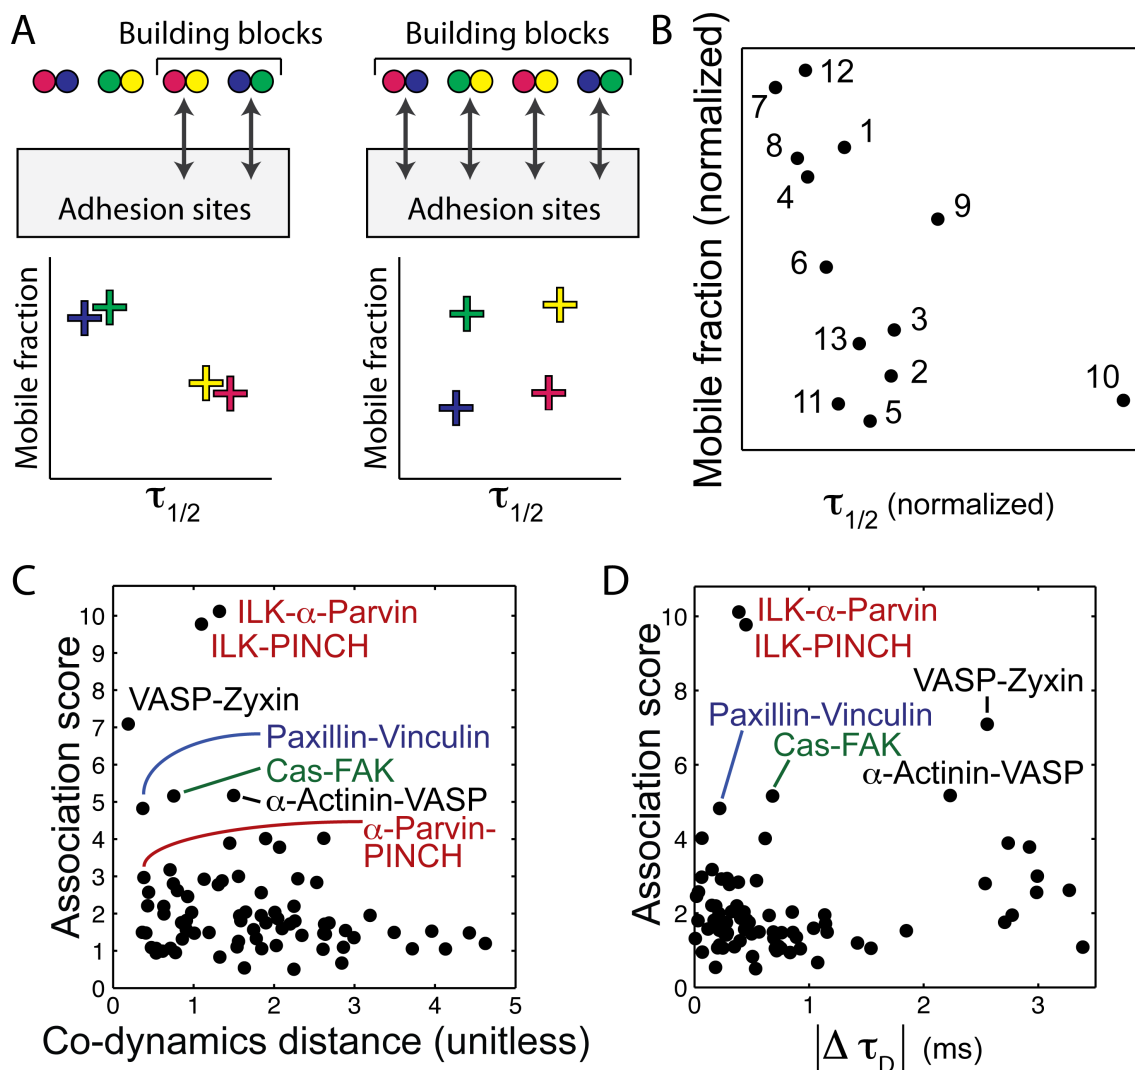 A
Building blocks
Adhesion sites
Mobile fraction
τ1/2
Building blocks
Adhesion sites
Mobile fraction
τ1/2
B
Mobile fraction (normalized)
12
7
8
1
4
9
6
3
13
2
10
11
5
τ1/2 (normalized)
C
Association score
10
9
8
7
6
5
4
3
2
1
0
ILK-α-Parvin
ILK-PINCH
VASP-Zyxin
Paxillin-Vinculin
Cas-FAK
α-Actinin-VASP
α-Parvin-
PINCH
0 1 2 3 4 5
Co-dynamics distance (unitless)
D
Association score
10
8
6
4
2
0
ILK-α-Parvin
ILK-PINCH
VASP-Zyxin
Paxillin-Vinculin
Cas-FAK
α-Actinin-VASP
0 1 2 3
|Δ τD| (ms)